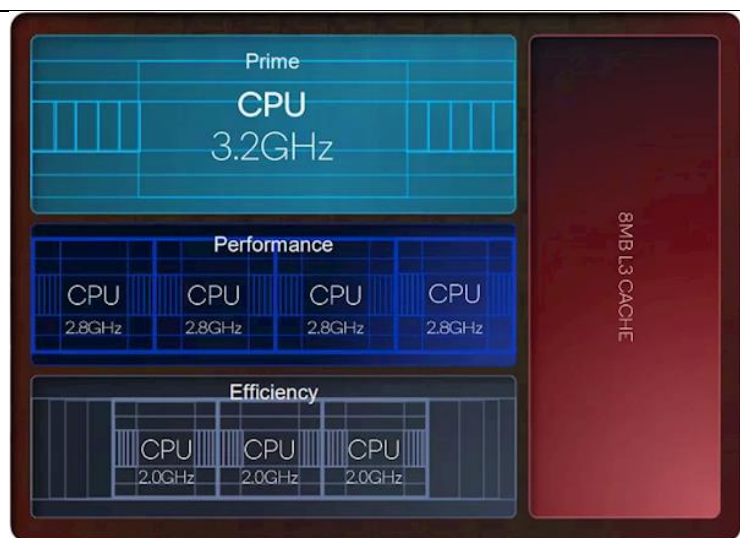 Prime
CPU
3.2GHz
Performance
CPU CPU CPU CPU
2.8GHz 2.8GHz 2.8GHz 2.8GHz
Efficiency
CPU CPU CPU
2.0GHz 2.0GHz 2.0GHz
8MB L3 CACHE